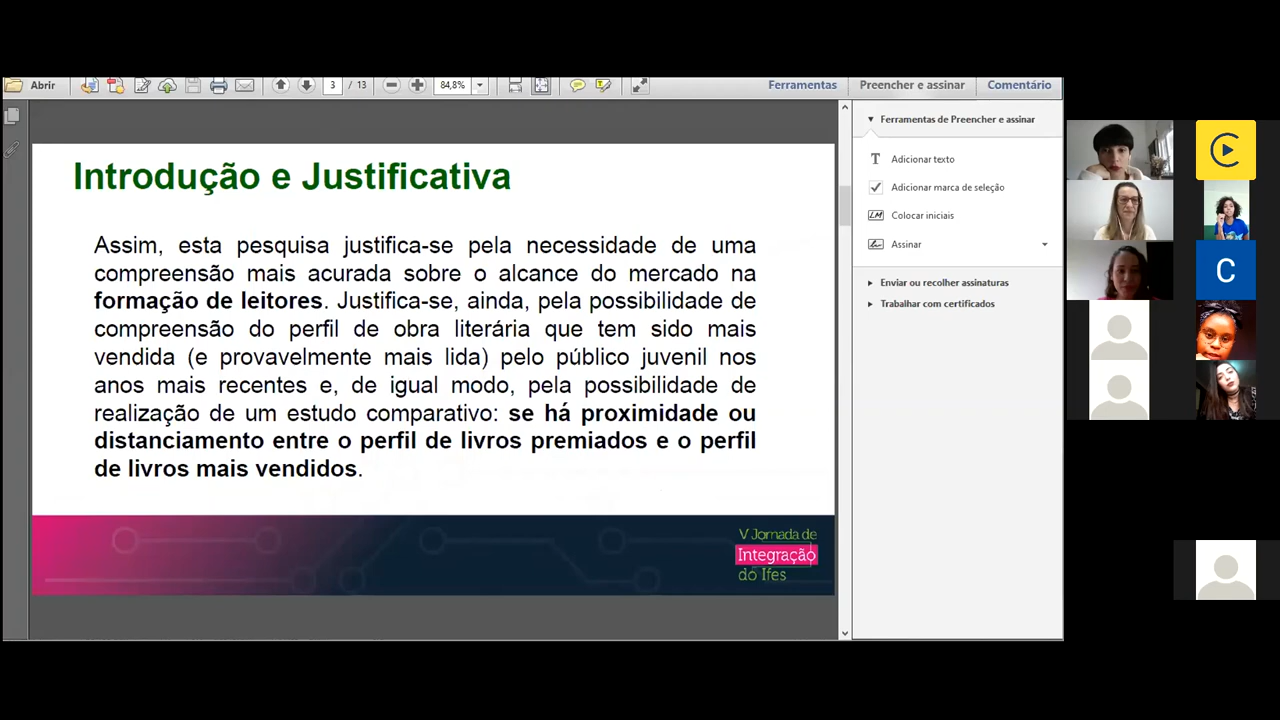 Abrir
3 / 13
84,8%
Ferramentas
Preencher e assinar
Comentário
Ferramentas de Preencher e assinar
T Adicionar texto
Adicionar marca de seleção
LM Colocar iniciais
Assinar
Enviar ou recolher assinaturas
Trabalhar com certificados
Introdução e Justificativa
Assim, esta pesquisa justifica-se pela necessidade de uma
compreensão mais acurada sobre o alcance do mercado na
formação de leitores. Justifica-se, ainda, pela possibilidade de
compreensão do perfil de obra literária que tem sido mais
vendida (e provavelmente mais lida) pelo público juvenil nos
anos mais recentes e, de igual modo, pela possibilidade de
realização de um estudo comparativo: se há proximidade ou
distanciamento entre o perfil de livros premiados e o perfil
de livros mais vendidos.
V Jornada de
Integração
do Ifes
C
C